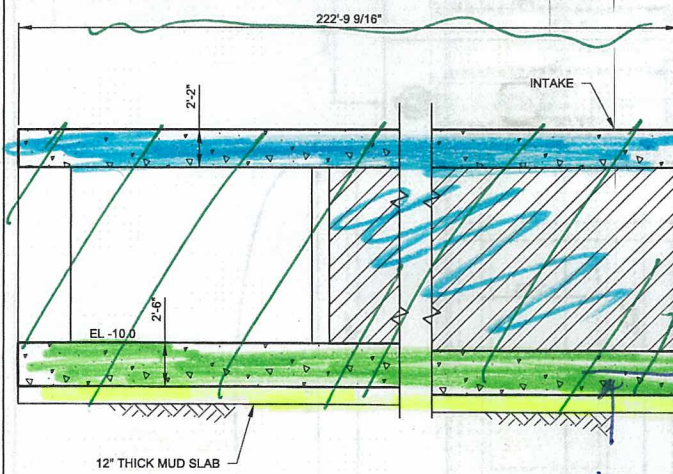 222'-9 9/16"
INTAKE
2'-2"
2'-6"
EL -10.0
12" THICK MUD SLAB